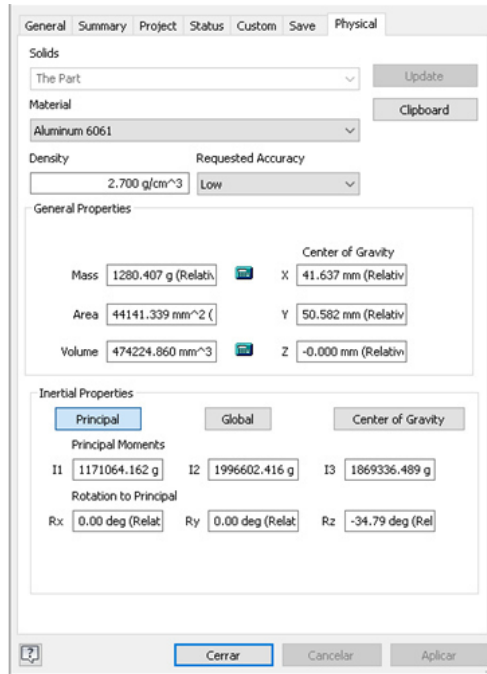 General Summary Project Status Custom Save Physical
Solids
The Part
Update
Material
Clipboard
Aluminum 6061
Density Requested Accuracy
2.700 g/cm^3 Low
General Properties
Center of Gravity
Mass 1280.407 g (Relativ X 41.637 mm (Relativ
Area 44141.339 mm^2 ( Y 50.582 mm (Relativ
Volume 474224.860 mm^3 Z -0.000 mm (Relativ
Inertial Properties
Principal Global Center of Gravity
Principal Moments
I1 1171064.162 g I2 1996602.416 g I3 1869336.489 g
Rotation to Principal
Rx 0.00 deg (Relat Ry 0.00 deg (Relat Rz -34.79 deg (Rel
? Cerrar Cancelar Aplicar